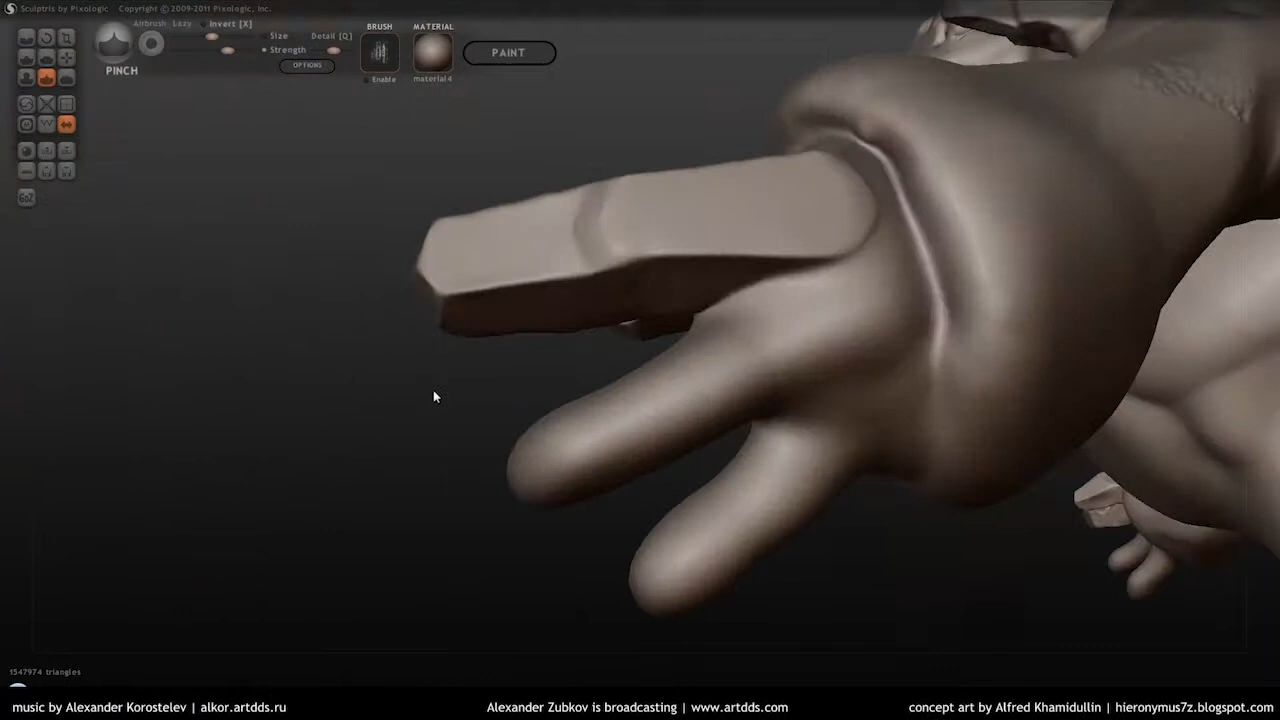 Sculptris by Pixologic Copyright © 2009-2011 Pixologic, Inc.
Airbrush Lazy Invert [X]
Size Detail [Q]
Strength
OPTIONS
PINCH
BRUSH
Enable
MATERIAL
material4
PAINT
GoZ
1547974 triangles
music by Alexander Korostelev | alkor.artdds.ru
Alexander Zubkov is broadcasting | www.artdds.com
concept art by Alfred Khamidullin | hieronymus7z.blogspot.com